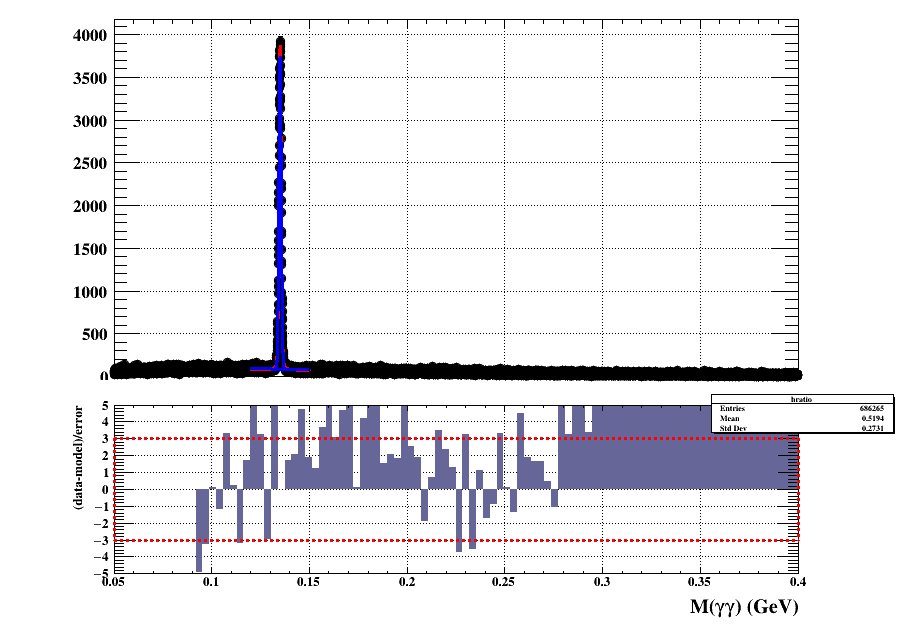 4000
3500
3000
2500
2000
1500
1000
500
0
hratio
Entries 686265
Mean 0.5194
Std Dev 0.2731
(data-model)/error
5
4
3
2
1
0
−1
−2
−3
−4
−5
0.05 0.1 0.15 0.2 0.25 0.3 0.35 0.4
M(γγ) (GeV)